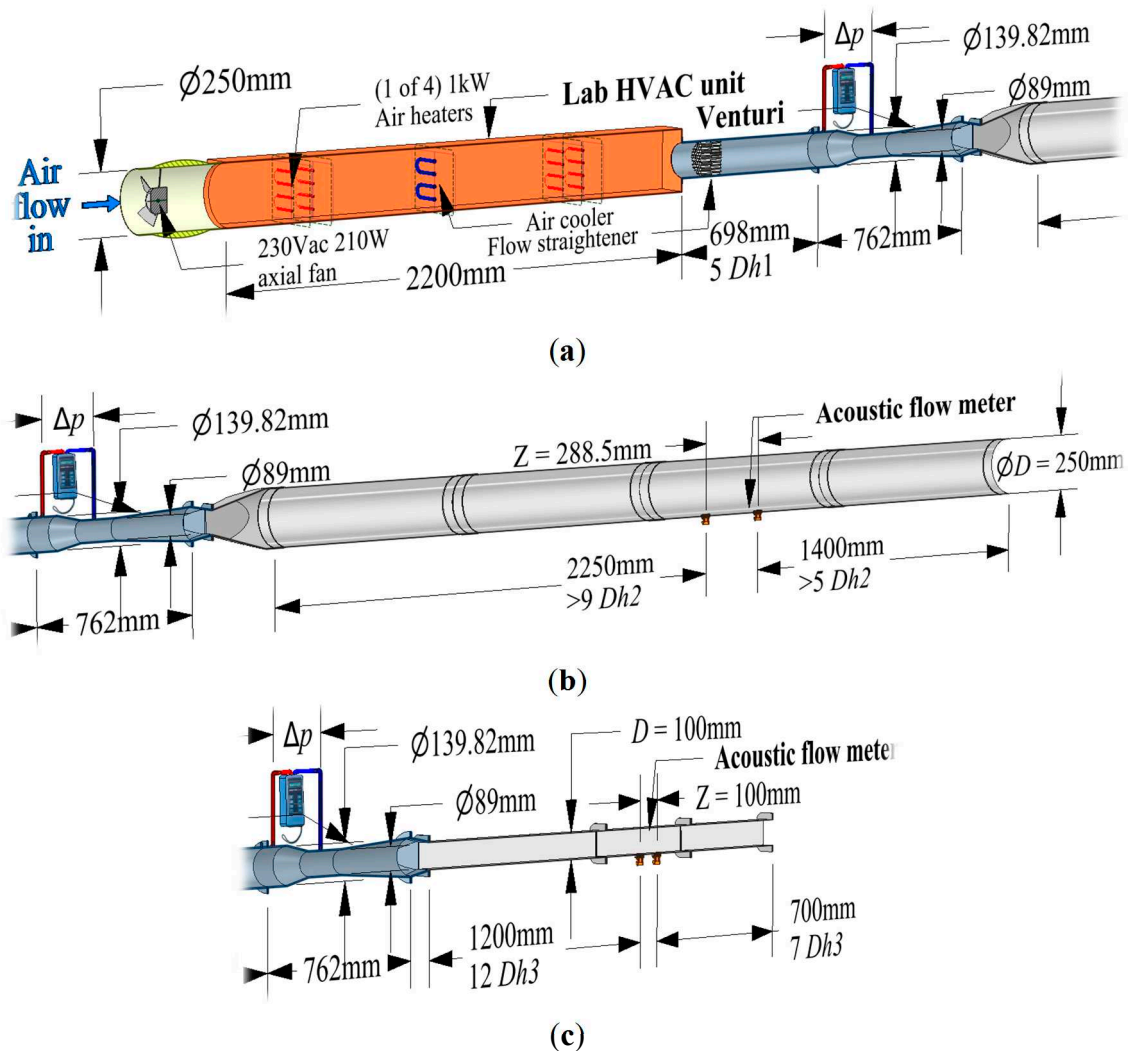 Δp
Ø139.82mm
Ø250mm
(1 of 4) 1kW
Air heaters
Lab HVAC unit
Ø89mm
Venturi
Air
flow
in
230Vac 210W
axial fan
Air cooler
Flow straightener
2200mm
698mm
5 Dh1
762mm
(a)
Δp
Ø139.82mm
Ø89mm
Z = 288.5mm
Acoustic flow meter
ØD = 250mm
2250mm
>9 Dh2
1400mm
>5 Dh2
762mm
(b)
Δp
Ø139.82mm
Ø89mm
D = 100mm
Acoustic flow meter
Z = 100mm
762mm
1200mm
12 Dh3
700mm
7 Dh3
(c)